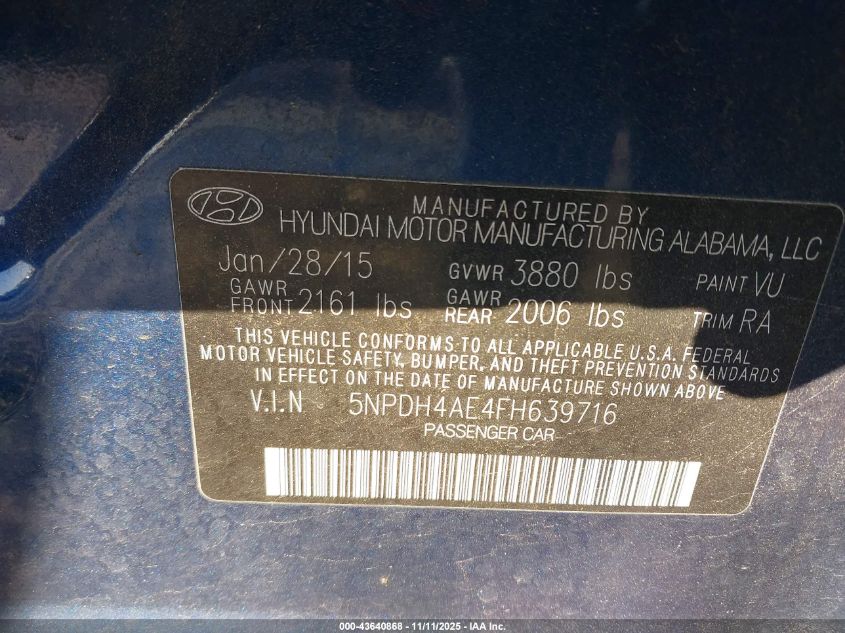 MANUFACTURED BY
HYUNDAI MOTOR MANUFACTURING ALABAMA, LLC
Jan/28/15 GVWR 3880 lbs PAINT VU
GAWR FRONT 2161 lbs GAWR REAR 2006 lbs TRIM RA
THIS VEHICLE CONFORMS TO ALL APPLICABLE U.S.A. FEDERAL
MOTOR VEHICLE SAFETY, BUMPER, AND THEFT PREVENTION STANDARDS
IN EFFECT ON THE DATE OF MANUFACTURE SHOWN ABOVE
V.I.N 5NPDH4AE4FH639716
PASSENGER CAR
000-43640868 - 11/11/2025 - IAA Inc.